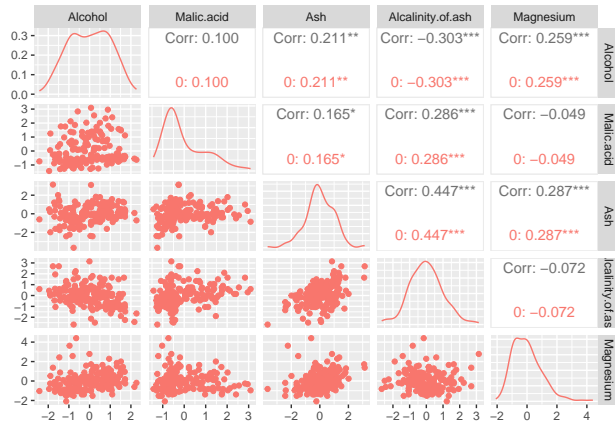 Alcohol Malic.acid Ash Alcalinity.of.ash Magnesium
0.3
0.2
0.1
0.0
Corr: 0.100 Corr: 0.211** Corr: −0.303*** Corr: 0.259***
0: 0.100 0: 0.211** 0: −0.303*** 0: 0.259***
Alcohol
3
2
1
0
−1
Corr: 0.165* Corr: 0.286*** Corr: −0.049
0: 0.165* 0: 0.286*** 0: −0.049
Malic.acid
2
0
−2
Corr: 0.447*** Corr: 0.287***
0: 0.447*** 0: 0.287***
Ash
3
2
1
0
−1
−2
Corr: −0.072
0: −0.072
lcalinity.of.as
4
2
0
−2
Magnesium
−2 −1 0 1 2 −1 0 1 2 3 −2 0 2 −2 −1 0 1 2 3 −2 0 2 4